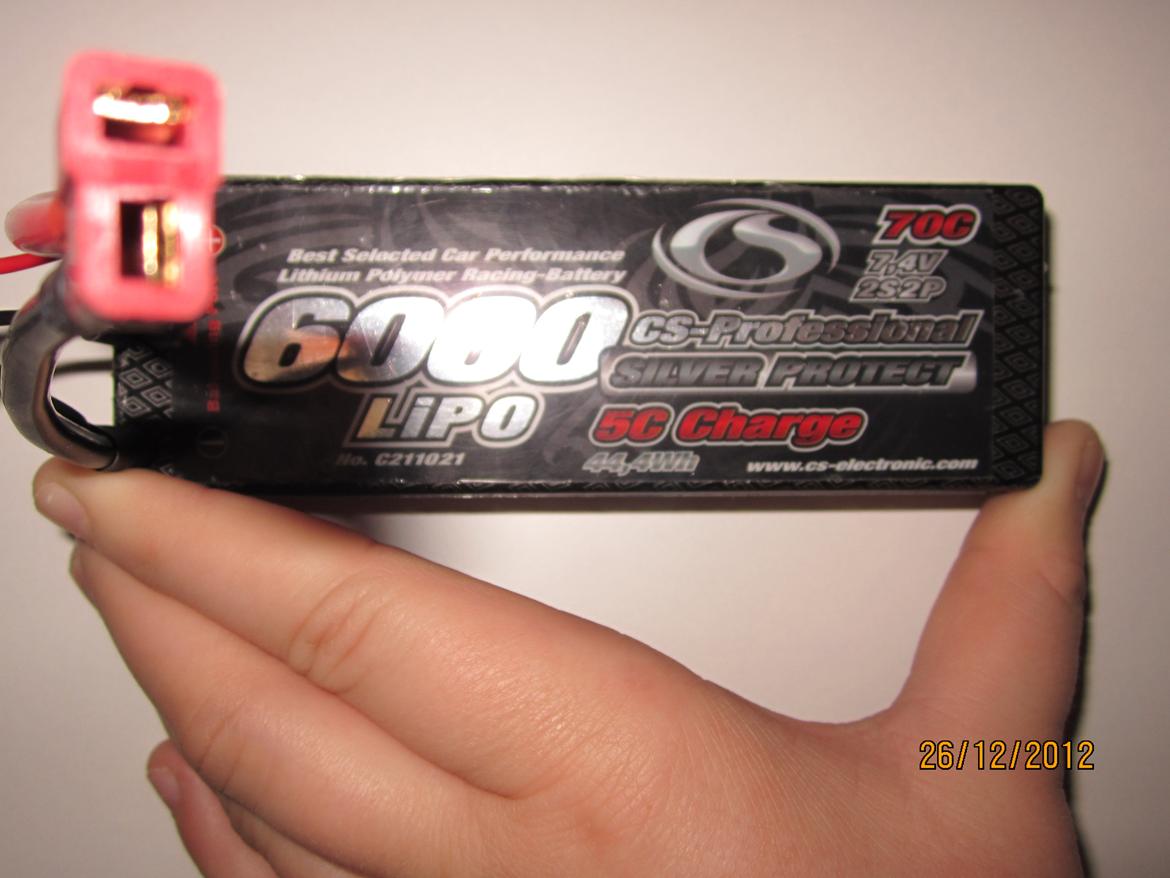 Best Selected Car Performance
Lithium Polymer Racing-Battery
6000
LiPO
No. C211021
CS
70C
7,4V
2S2P
CS-Professional
SILVER PROTECT
5C Charge
44,4Wh
www.cs-electronic.com
26/12/2012